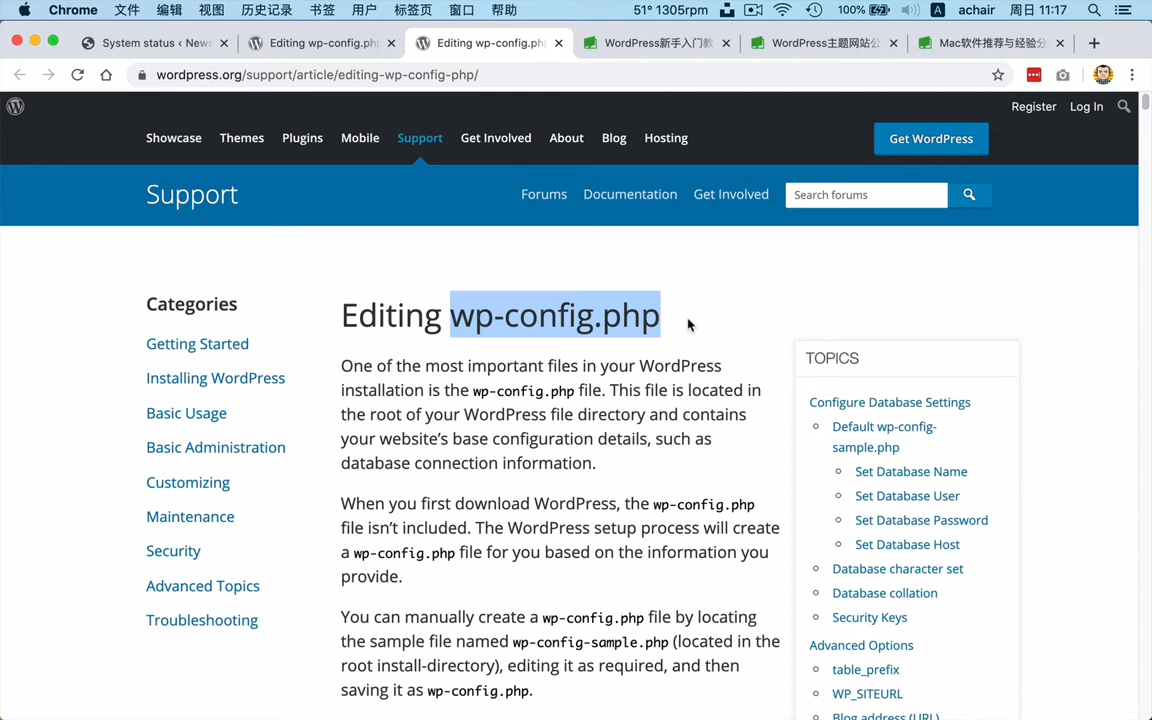 Chrome 文件 编辑 视图 历史记录 书签 用户 标签页 窗口 帮助 51° 1305rpm 100% A achair 周日 11:17
System status ‹ News
Editing wp-config.php
Editing wp-config.php
WordPress新手入门教
WordPress主题网站公
Mac软件推荐与经验分
wordpress.org/support/article/editing-wp-config-php/
Register Log In
Showcase Themes Plugins Mobile Support Get Involved About Blog Hosting Get WordPress
Support
Forums Documentation Get Involved Search forums
Categories
Getting Started
Installing WordPress
Basic Usage
Basic Administration
Customizing
Maintenance
Security
Advanced Topics
Troubleshooting
Editing wp-config.php
One of the most important files in your WordPress
installation is the wp-config.php file. This file is located in
the root of your WordPress file directory and contains
your website’s base configuration details, such as
database connection information.
When you first download WordPress, the wp-config.php
file isn’t included. The WordPress setup process will create
a wp-config.php file for you based on the information you
provide.
You can manually create a wp-config.php file by locating
the sample file named wp-config-sample.php (located in the
root install-directory), editing it as required, and then
saving it as wp-config.php.
TOPICS
Configure Database Settings
Default wp-config-
sample.php
Set Database Name
Set Database User
Set Database Password
Set Database Host
Database character set
Database collation
Security Keys
Advanced Options
table_prefix
WP_SITEURL
Blog address (URL)